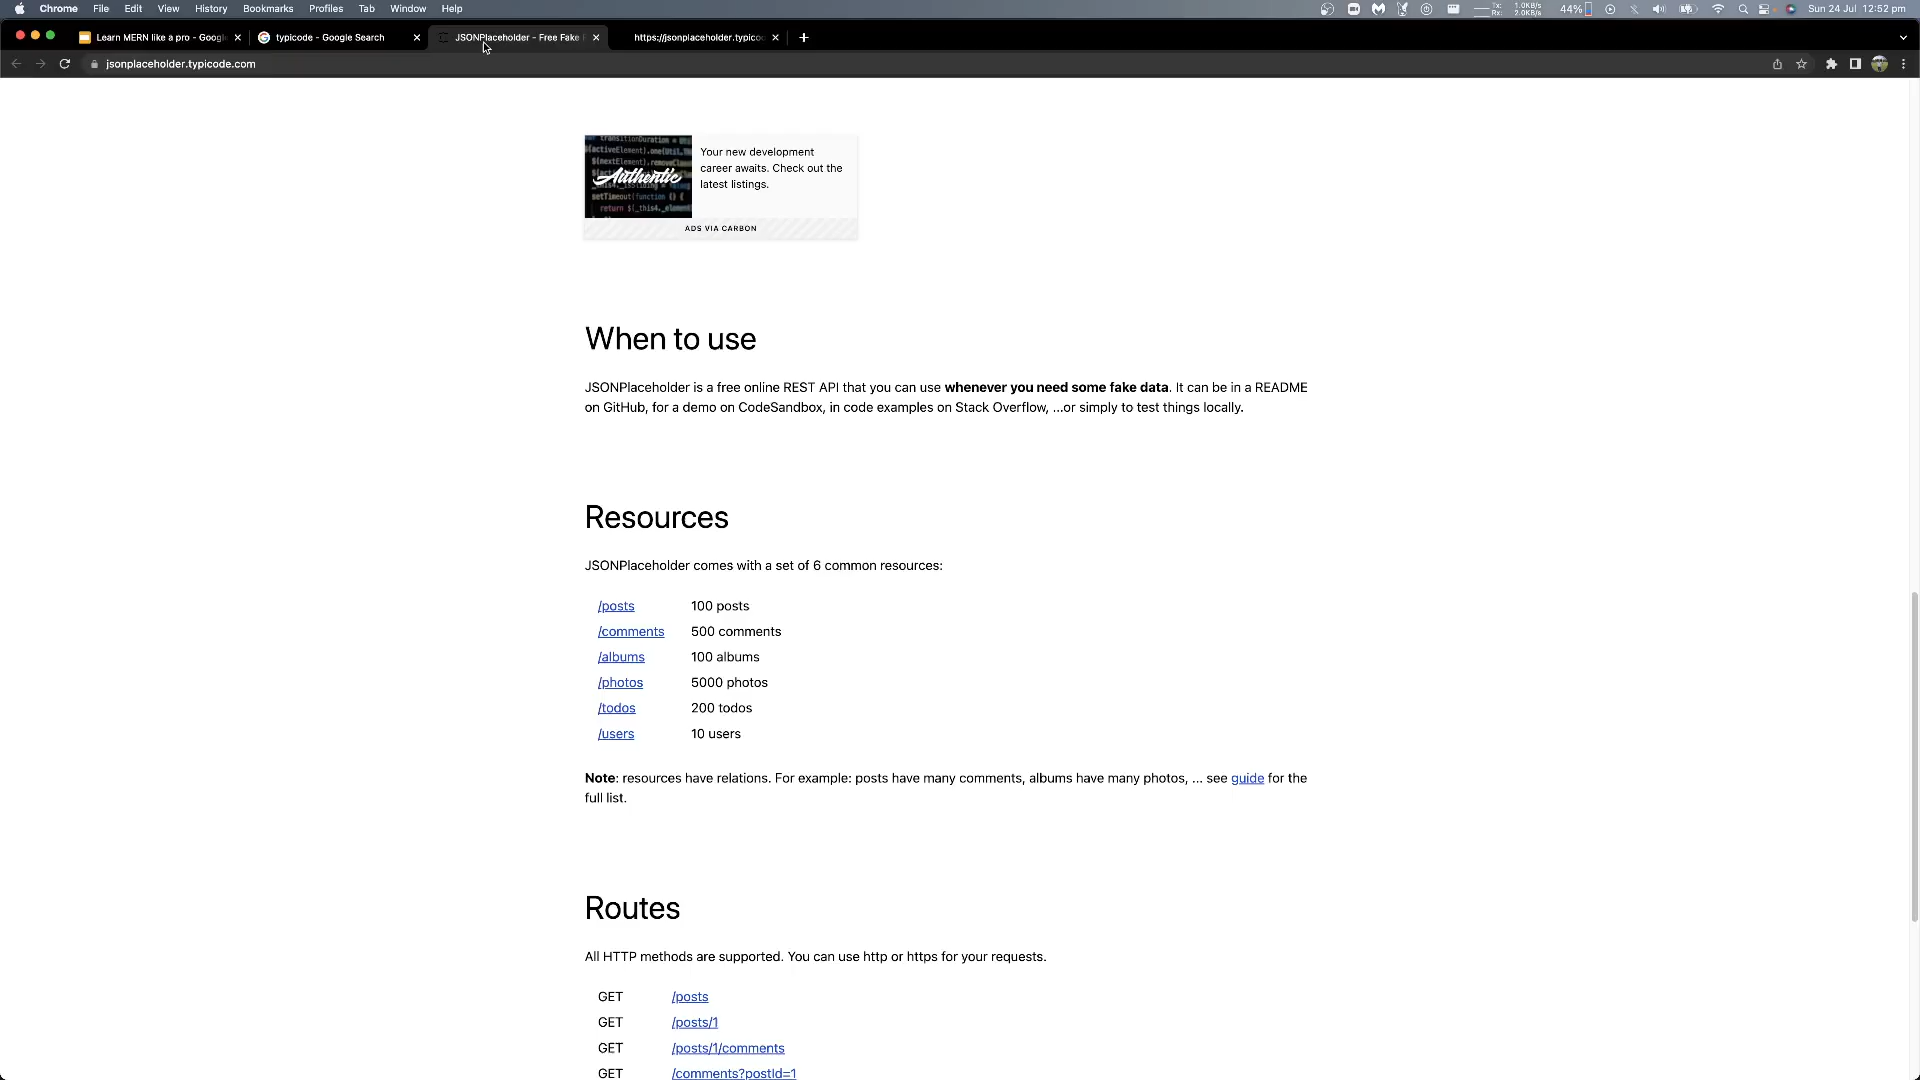 Chrome File Edit View History Bookmarks Profiles Tab Window Help Tx: 1.0KB/s Rx: 2.0KB/s 44% Sun 24 Jul 12:52 pm
Learn MERN like a pro - Googl typicode - Google Search JSONPlaceholder - Free Fake https://jsonplaceholder.typico
jsonplaceholder.typicode.com
Authentic
Your new development
career awaits. Check out the
latest listings.
ADS VIA CARBON
When to use
JSONPlaceholder is a free online REST API that you can use whenever you need some fake data. It can be in a README
on GitHub, for a demo on CodeSandbox, in code examples on Stack Overflow, ...or simply to test things locally.
Resources
JSONPlaceholder comes with a set of 6 common resources:
/posts 100 posts
/comments 500 comments
/albums 100 albums
/photos 5000 photos
/todos 200 todos
/users 10 users
Note: resources have relations. For example: posts have many comments, albums have many photos, ... see guide for the
full list.
Routes
All HTTP methods are supported. You can use http or https for your requests.
GET /posts
GET /posts/1
GET /posts/1/comments
GET /comments?postId=1